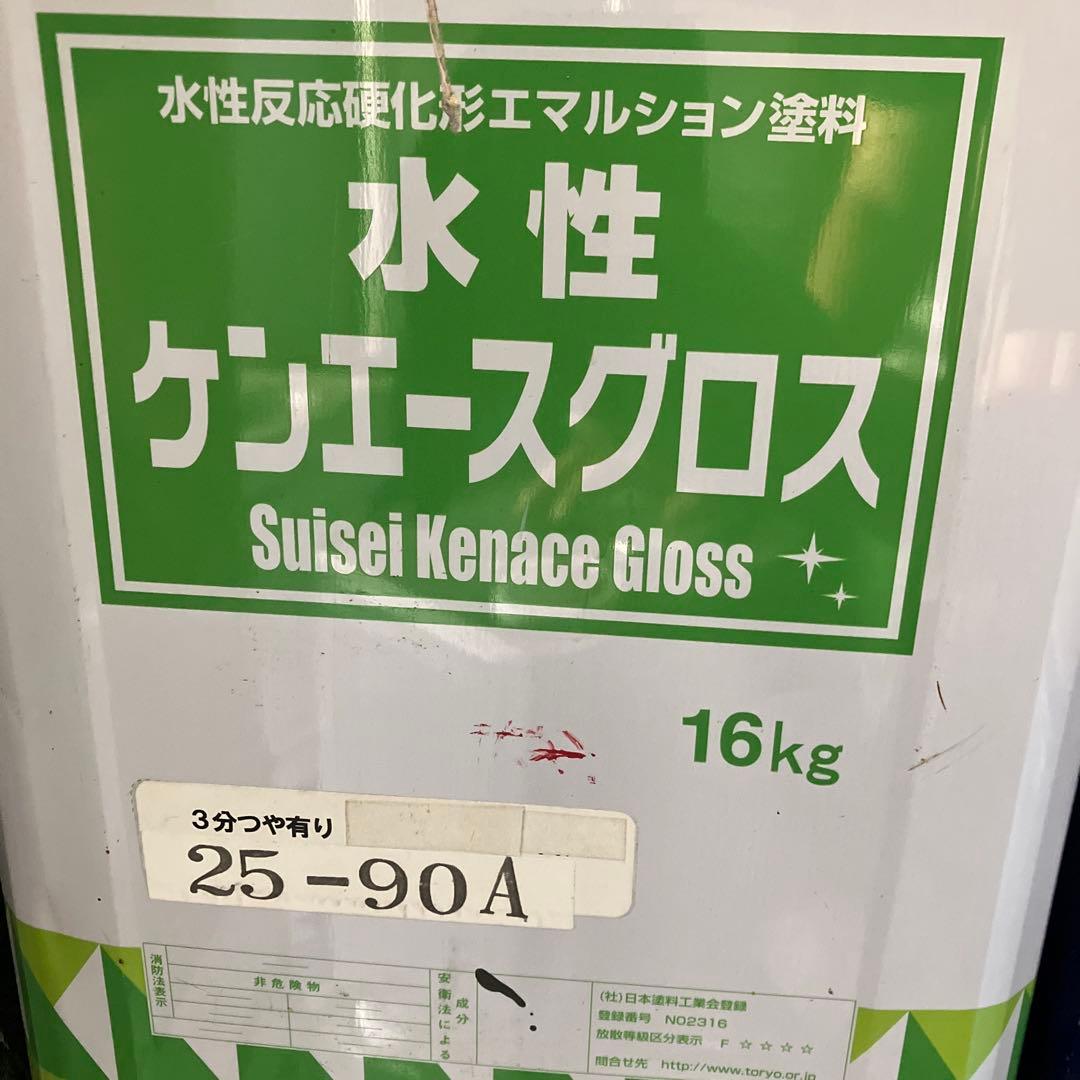 水性反応硬化形エマルション塗料
水性
ケンエースグロス
Suisei Kenace Gloss
16kg
3分つや有り
25-90A
消防法表示
非危険物
安衛法による
成分
(社)日本塗料工業会登録
登録番号 N02316
放散等級区分表示 F ☆☆☆☆
問合せ先 http://www.toryo.or.jp